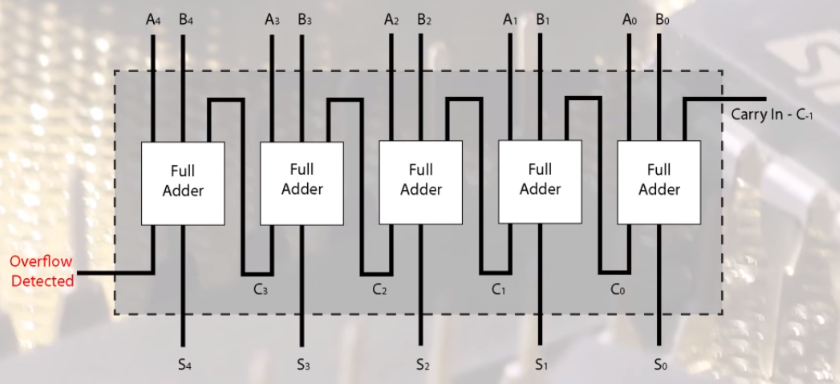 A4 B4 A3 B3 A2 B2 A1 B1 A0 B0
Carry In - C-1
Full Adder
Full Adder
Full Adder
Full Adder
Full Adder
Overflow
Detected
C3 C2 C1 C0
S4 S3 S2 S1 S0